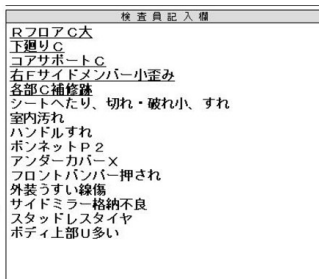 検査員記入欄
RフロアC大
下廻りC
コアサポートC
右Fサイドメンバー小歪み
各部C補修跡
シートへたり、切れ・破れ小、すれ
室内汚れ
ハンドルすれ
ボンネットP2
アンダーカバーX
フロントバンパー押され
外装うすい線傷
サイドミラー格納不良
スタッドレスタイヤ
ボディ上部U多い